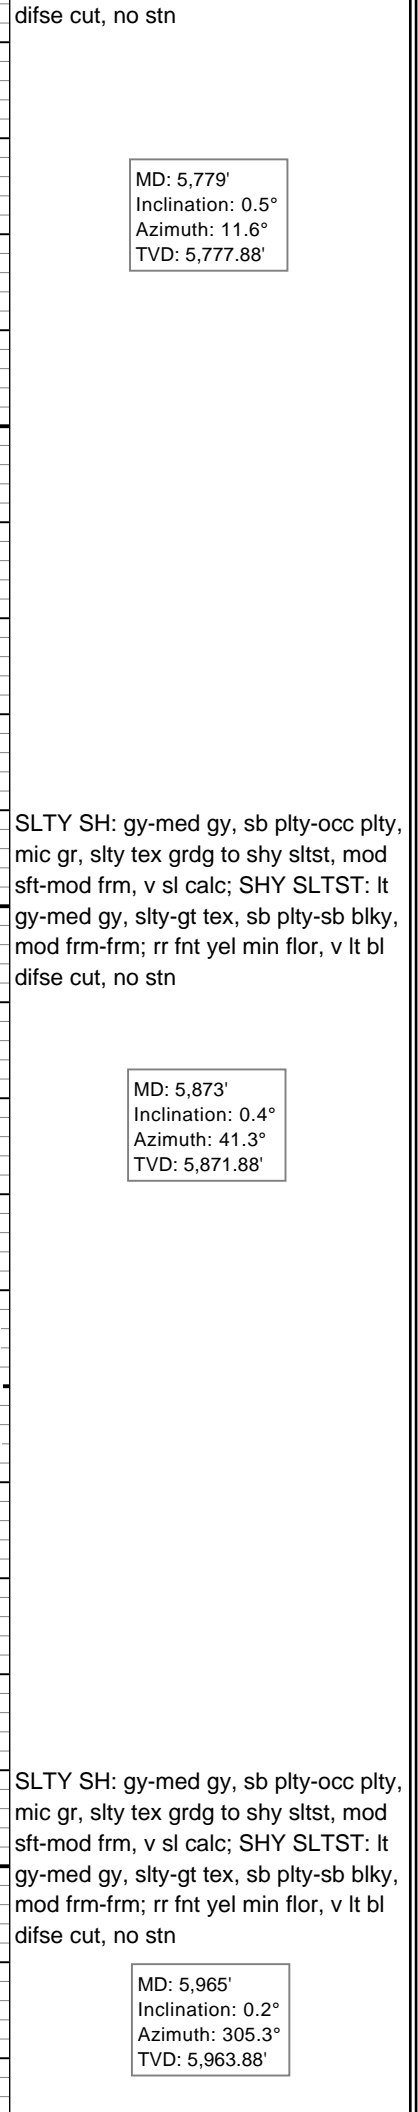 difse cut, no stn
MD: 5,779'
Inclination: 0.5°
Azimuth: 11.6°
TVD: 5,777.88'
SLTY SH: gy-med gy, sb plty-occ plty,
mic gr, slty tex grdg to shy sltst, mod
sft-mod frm, v sl calc; SHY SLTST: lt
gy-med gy, slty-gt tex, sb plty-sb blky,
mod frm-frm; rr fnt yel min flor, v lt bl
difse cut, no stn
MD: 5,873'
Inclination: 0.4°
Azimuth: 41.3°
TVD: 5,871.88'
SLTY SH: gy-med gy, sb plty-occ plty,
mic gr, slty tex grdg to shy sltst, mod
sft-mod frm, v sl calc; SHY SLTST: lt
gy-med gy, slty-gt tex, sb plty-sb blky,
mod frm-frm; rr fnt yel min flor, v lt bl
difse cut, no stn
MD: 5,965'
Inclination: 0.2°
Azimuth: 305.3°
TVD: 5,963.88'